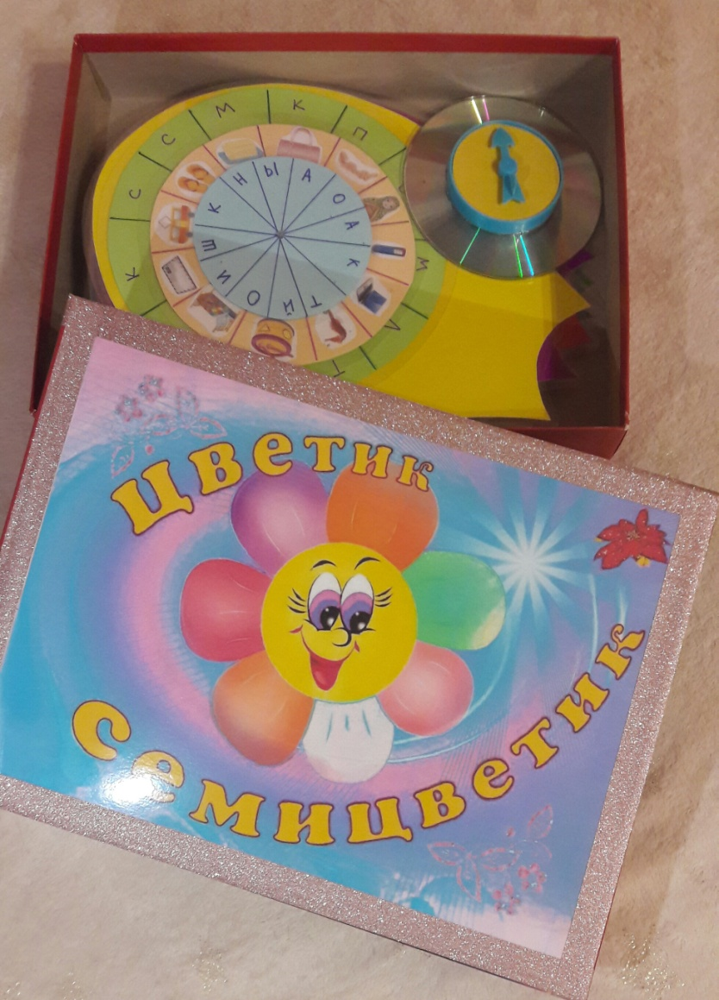 С С М К П
К
М
Л
Т
Ы А О А К Т Й О И Ш К Н
Цветик
Семицветик